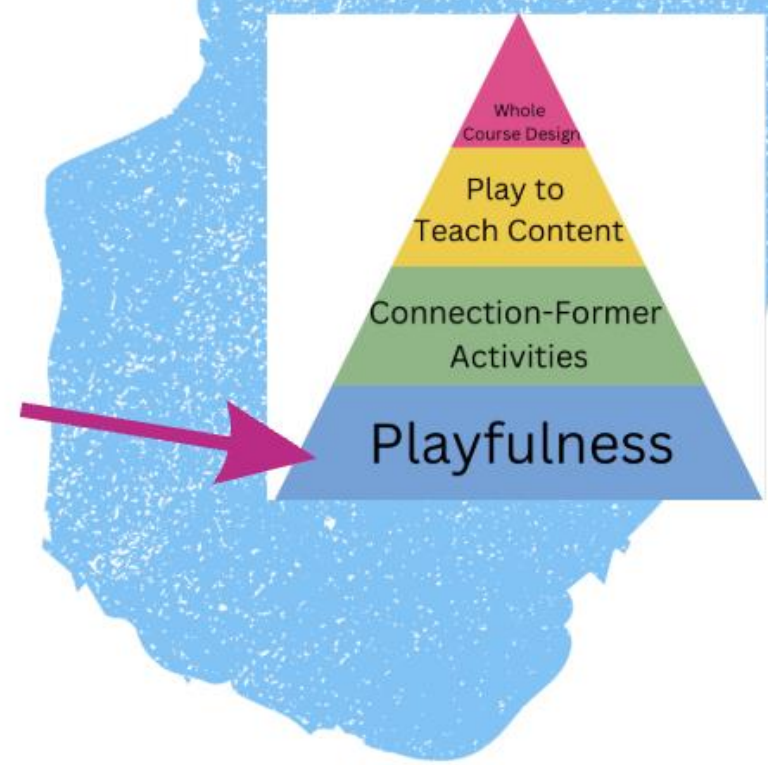 Whole
Course Design
Play to
Teach Content
Connection-Former
Activities
Playfulness